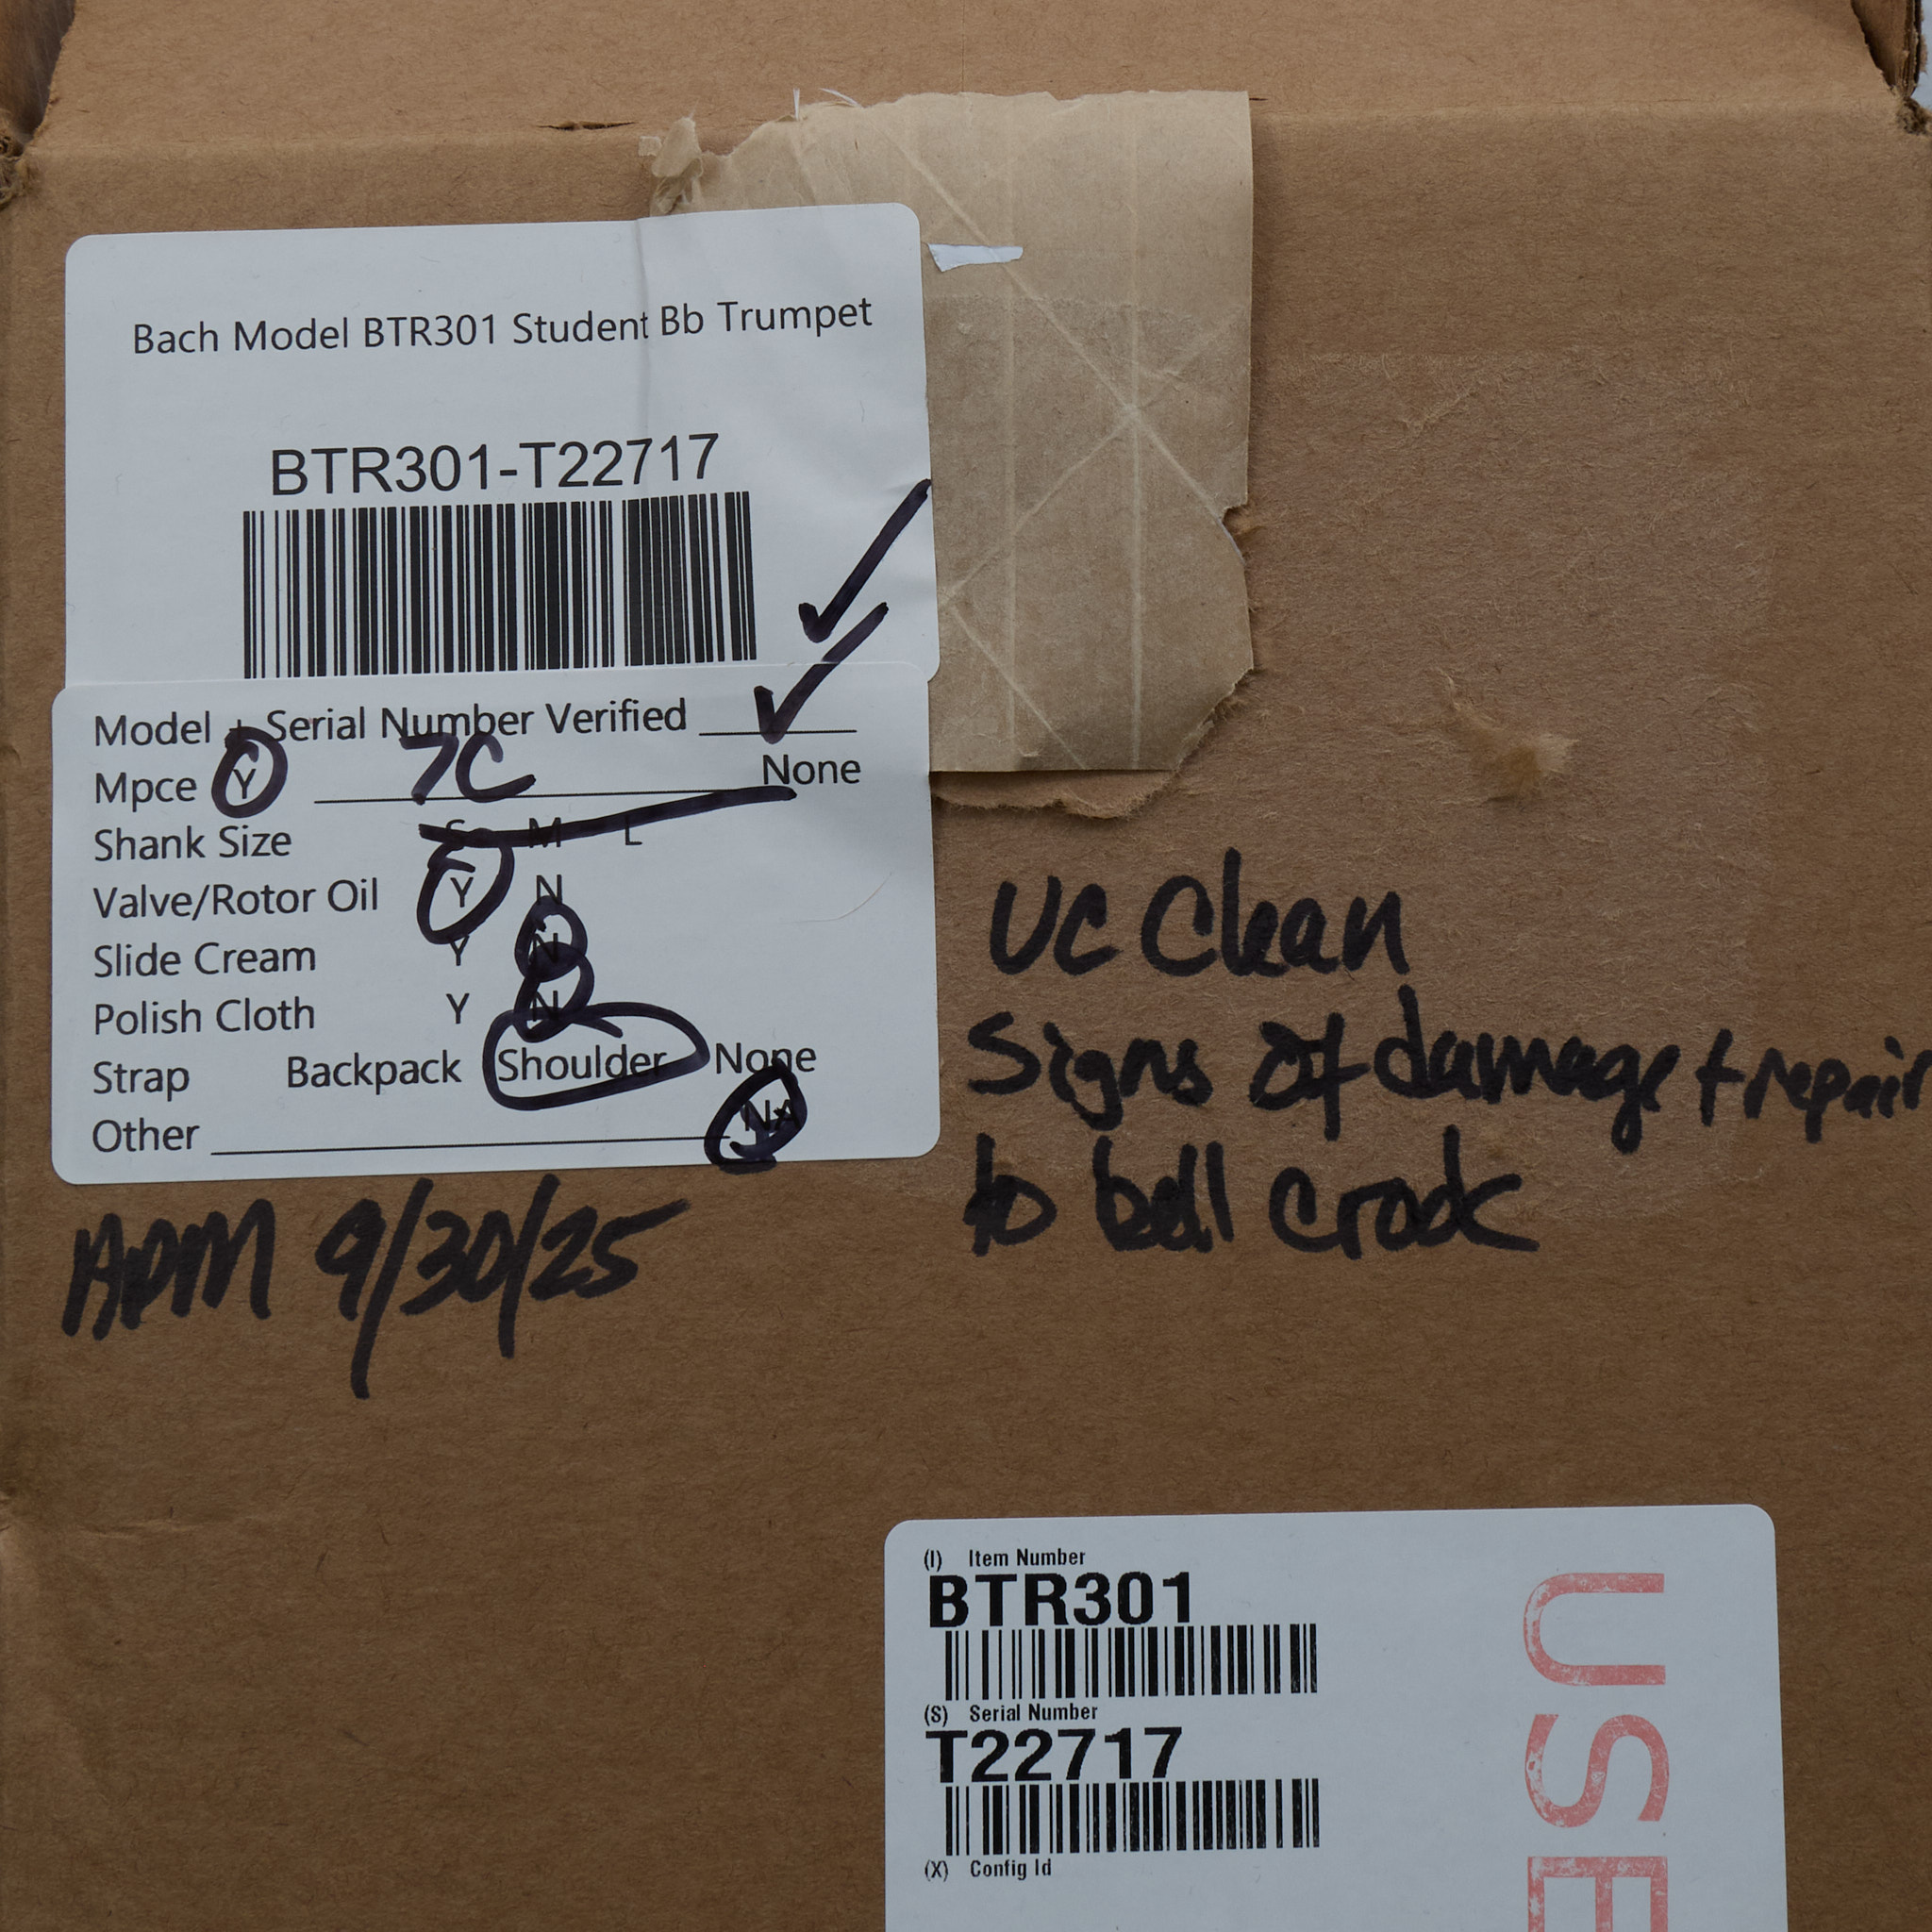 Bach Model BTR301 Student Bb Trumpet
BTR301-T22717
Model + Serial Number Verified ✓
Mpce Y 7C None
Shank Size S M L
Valve/Rotor Oil Y N
Slide Cream Y N
Polish Cloth Y N
Strap Backpack Shoulder None
Other NA
ADM 9/30/25
UC Clean
Signs of damage + repair
to bell crook
(I) Item Number
BTR301
(S) Serial Number
T22717
(X) Config Id
USE